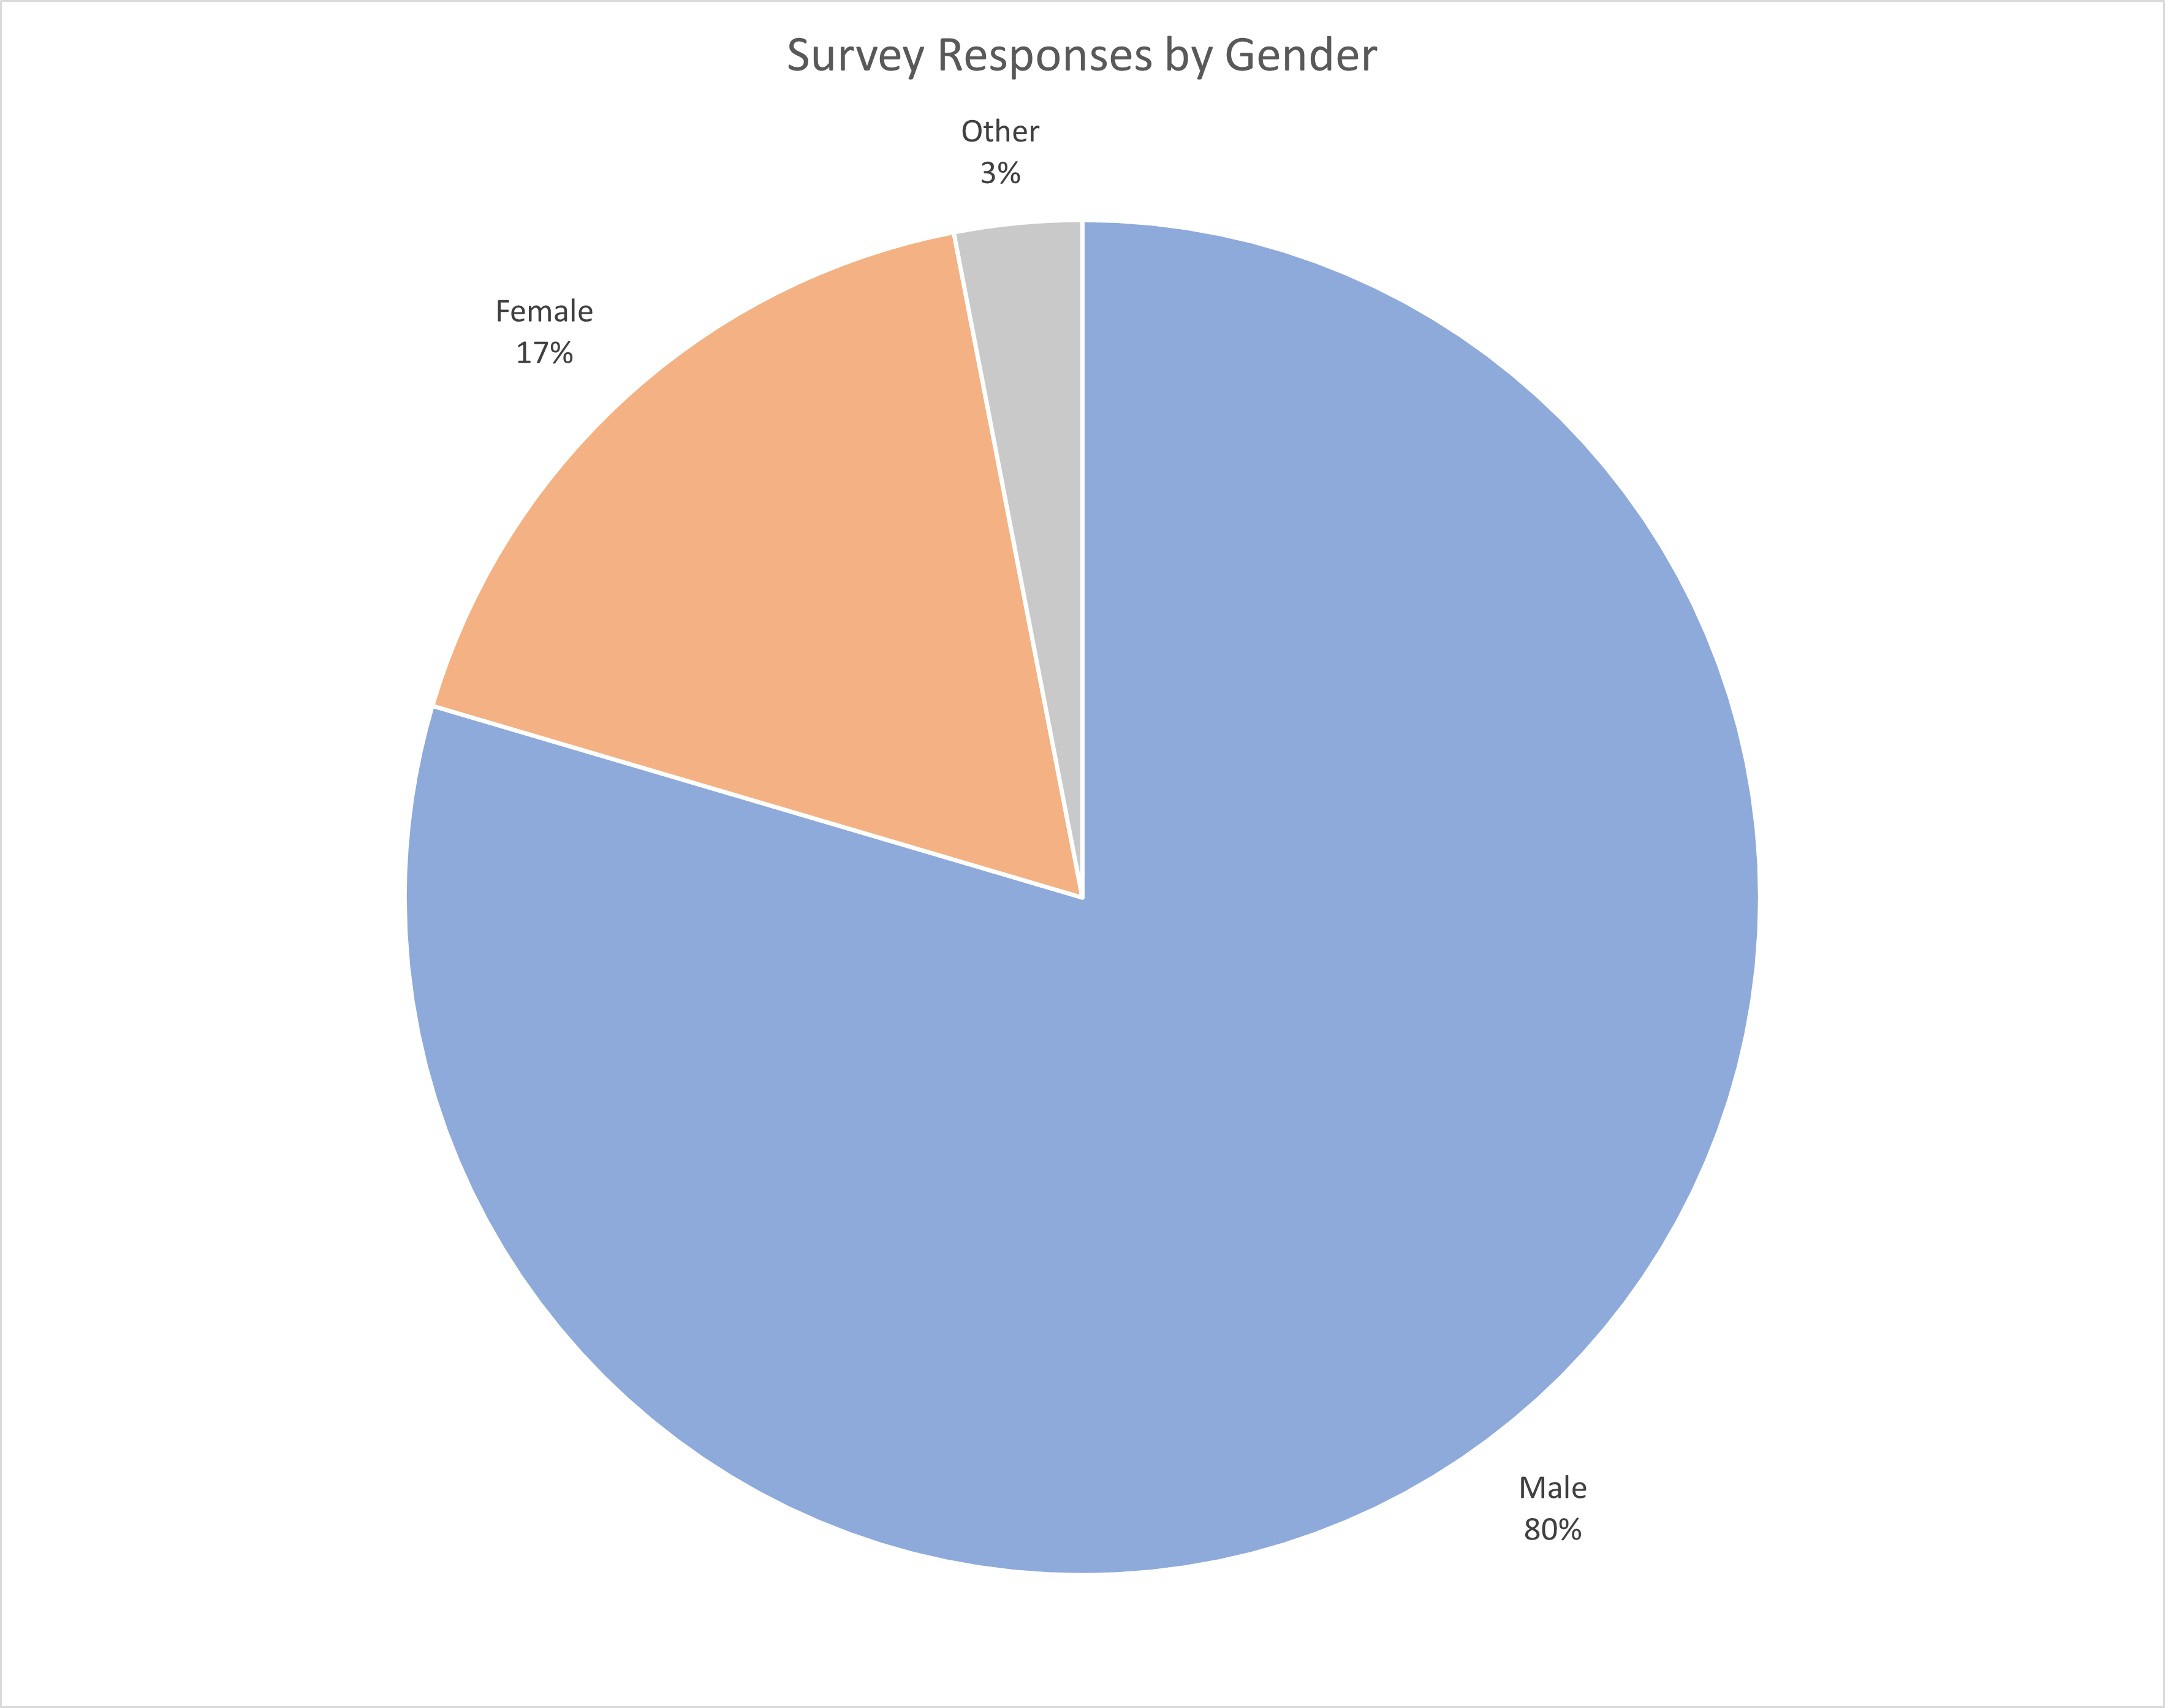 Survey Responses by Gender
Other
3%
Female
17%
Male
80%